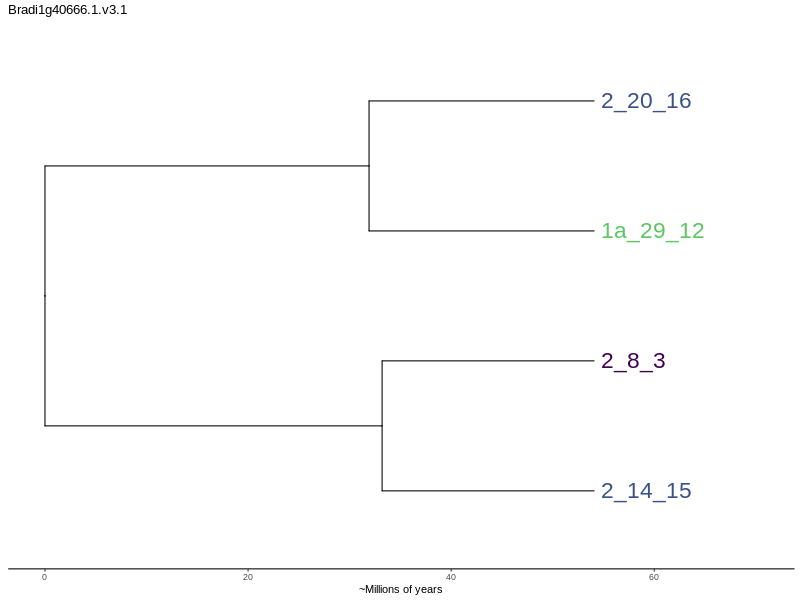 Bradi1g40666.1.v3.1
2_20_16
1a_29_12
2_8_3
2_14_15
0 20 40 60
~Millions of years